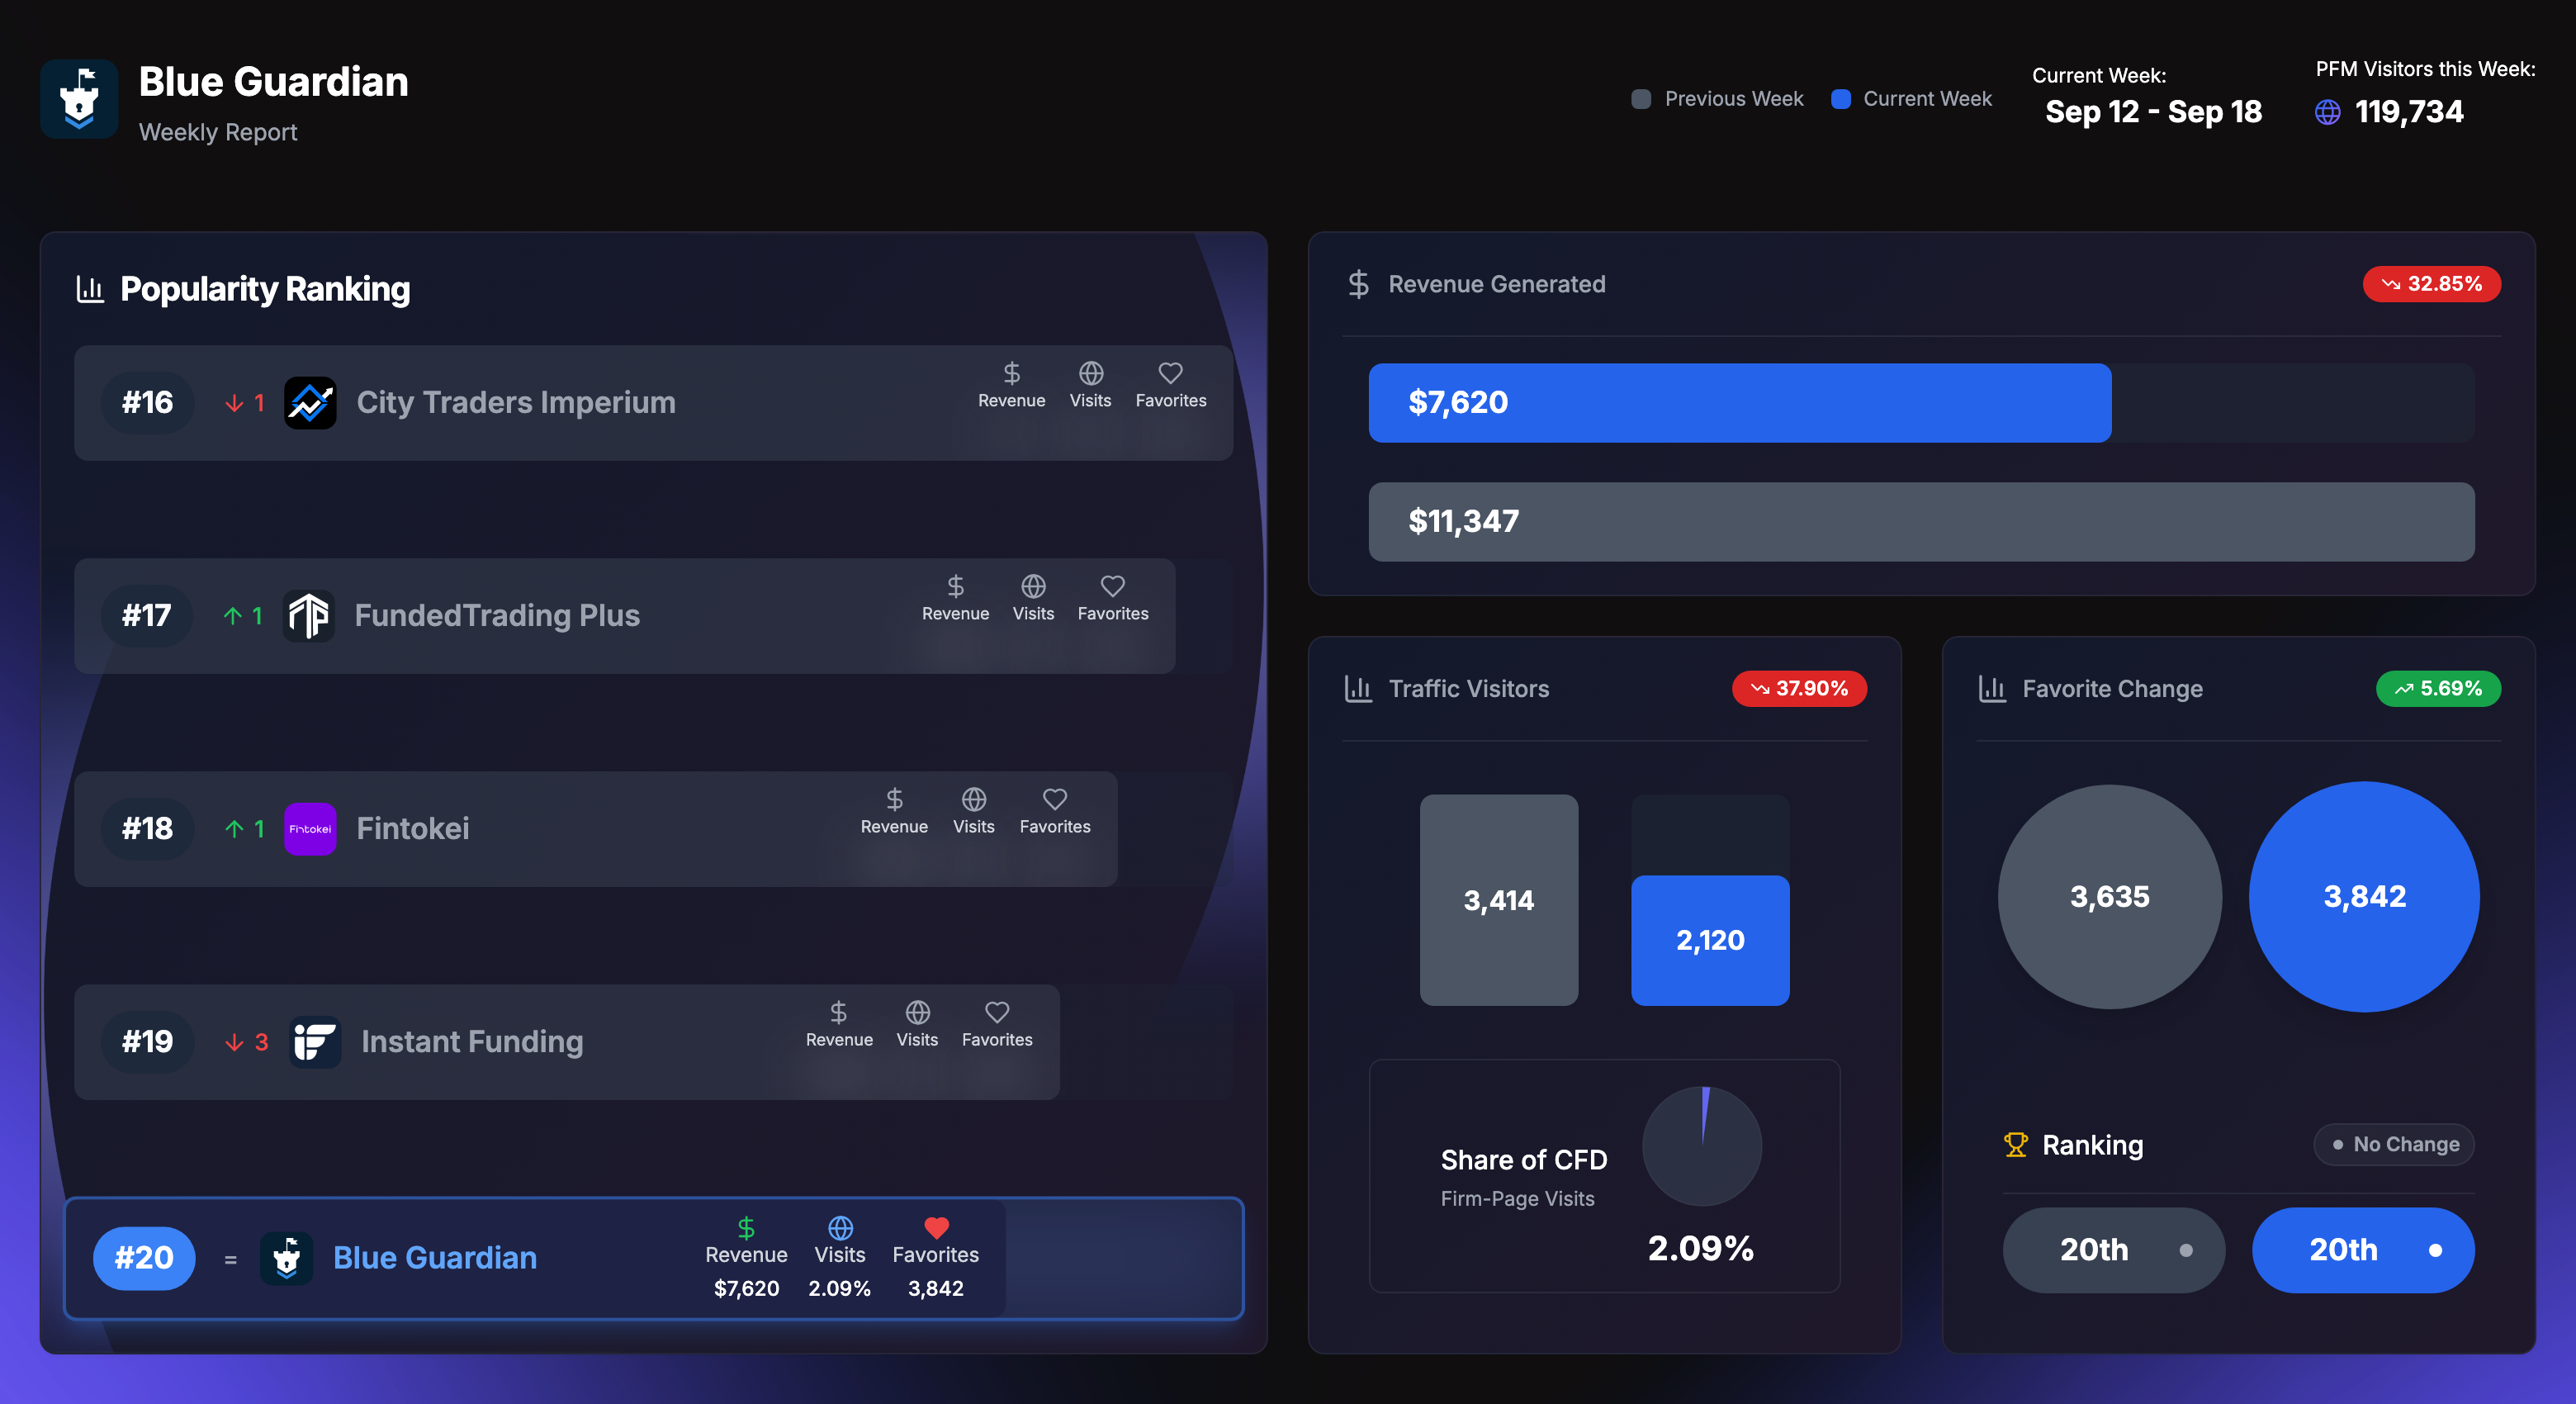 Blue Guardian
Weekly Report
Previous Week
Current Week
Current Week:
Sep 12 - Sep 18
PFM Visitors this Week:
119,734
Popularity Ranking
#16
1
City Traders Imperium
Revenue
Visits
Favorites
#17
1
FundedTrading Plus
Revenue
Visits
Favorites
#18
1
Fintokei
Fintokei
Revenue
Visits
Favorites
#19
3
Instant Funding
Revenue
Visits
Favorites
#20
=
Blue Guardian
Revenue
$7,620
Visits
2.09%
Favorites
3,842
Revenue Generated
32.85%
$7,620
$11,347
Traffic Visitors
37.90%
3,414
2,120
Share of CFD
Firm-Page Visits
2.09%
Favorite Change
5.69%
3,635
3,842
Ranking
No Change
20th
20th